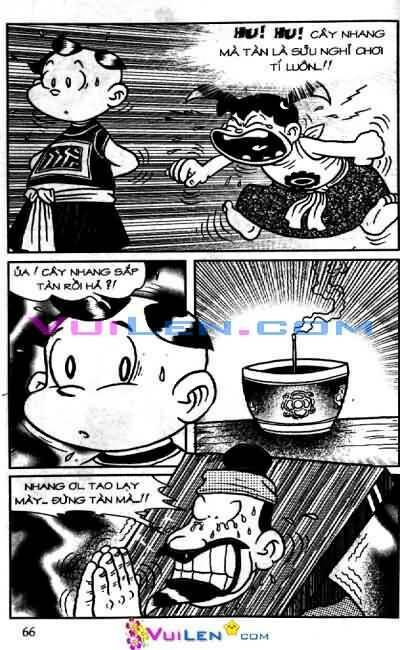 HU! HU! CÂY NHANG
MÀ TÀN LÀ SỬU NGHỈ CHƠI
TÍ LUÔN..!!
ỦA! CÂY NHANG SẮP
TÀN RỒI HẢ?!
VUILEN.COM
NHANG ƠI.. TAO LẠY
MÀY... ĐỪNG TÀN MÀ...!!
66
VUILEN.COM